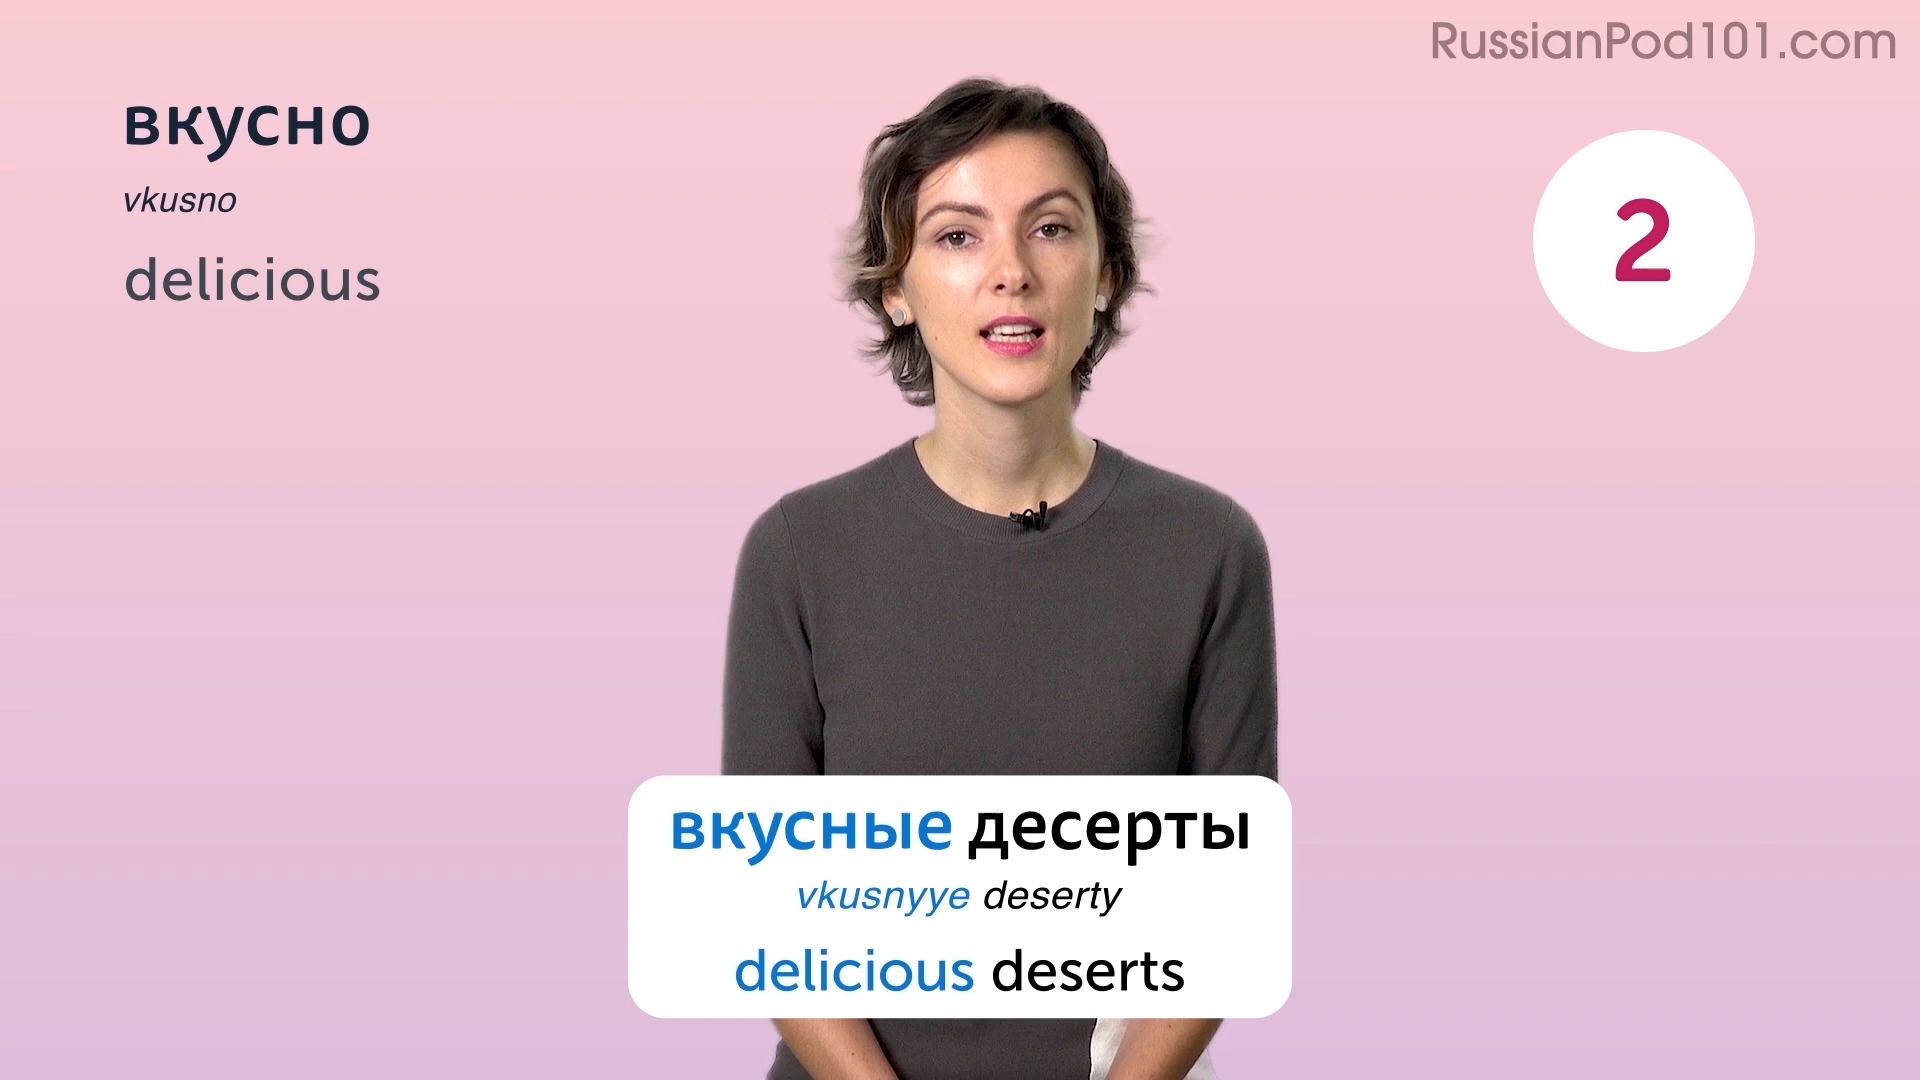 RussianPod101.com
вкусно
vkusno
delicious
2
вкусные десерты
vkusnyye deserty
delicious deserts